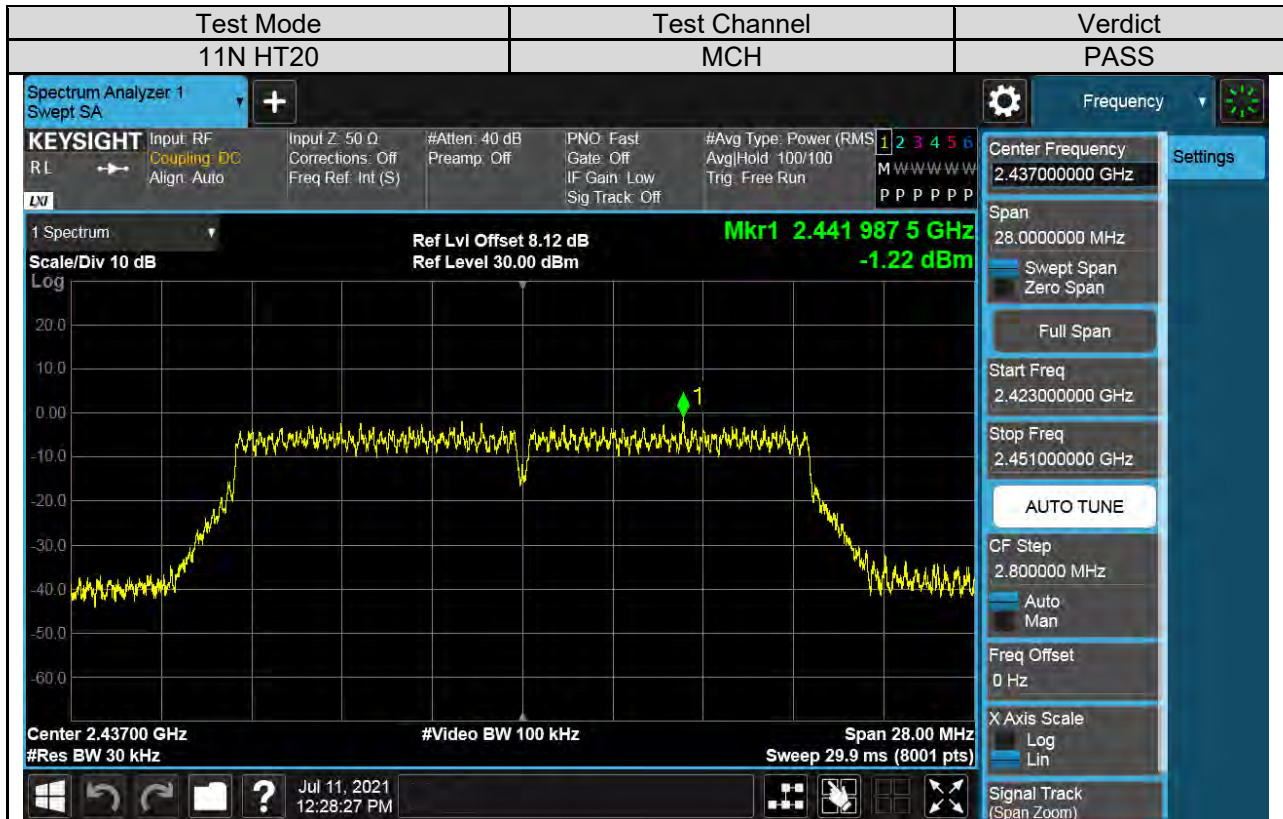 Test Mode Test Channel Verdict
11N HT20 MCH PASS
Spectrum Analyzer 1
Swept SA
Frequency
KEYSIGHT Input: RF Input Z: 50 Ω #Atten: 40 dB PNO: Fast #Avg Type: Power (RMS 1 2 3 4 5 6
RL Coupling: DC Corrections: Off Preamp: Off Gate: Off Avg|Hold: 100/100 M W W W W W
Align: Auto Freq Ref: Int (S) IF Gain: Low Trig: Free Run
LXI Sig Track: Off P P P P P P
1 Spectrum Ref Lvl Offset 8.12 dB Mkr1 2.441 987 5 GHz
Scale/Div 10 dB Ref Level 30.00 dBm -1.22 dBm
Log
20.0
10.0
0.00
-10.0
-20.0
-30.0
-40.0
-50.0
-60.0
1
Center 2.43700 GHz #Video BW 100 kHz Span 28.00 MHz
#Res BW 30 kHz Sweep 29.9 ms (8001 pts)
Center Frequency
2.437000000 GHz
Settings
Span
28.0000000 MHz
Swept Span
Zero Span
Full Span
Start Freq
2.423000000 GHz
Stop Freq
2.451000000 GHz
AUTO TUNE
CF Step
2.800000 MHz
Auto
Man
Freq Offset
0 Hz
X Axis Scale
Log
Lin
Signal Track
(Span Zoom)
? Jul 11, 2021
12:28:27 PM